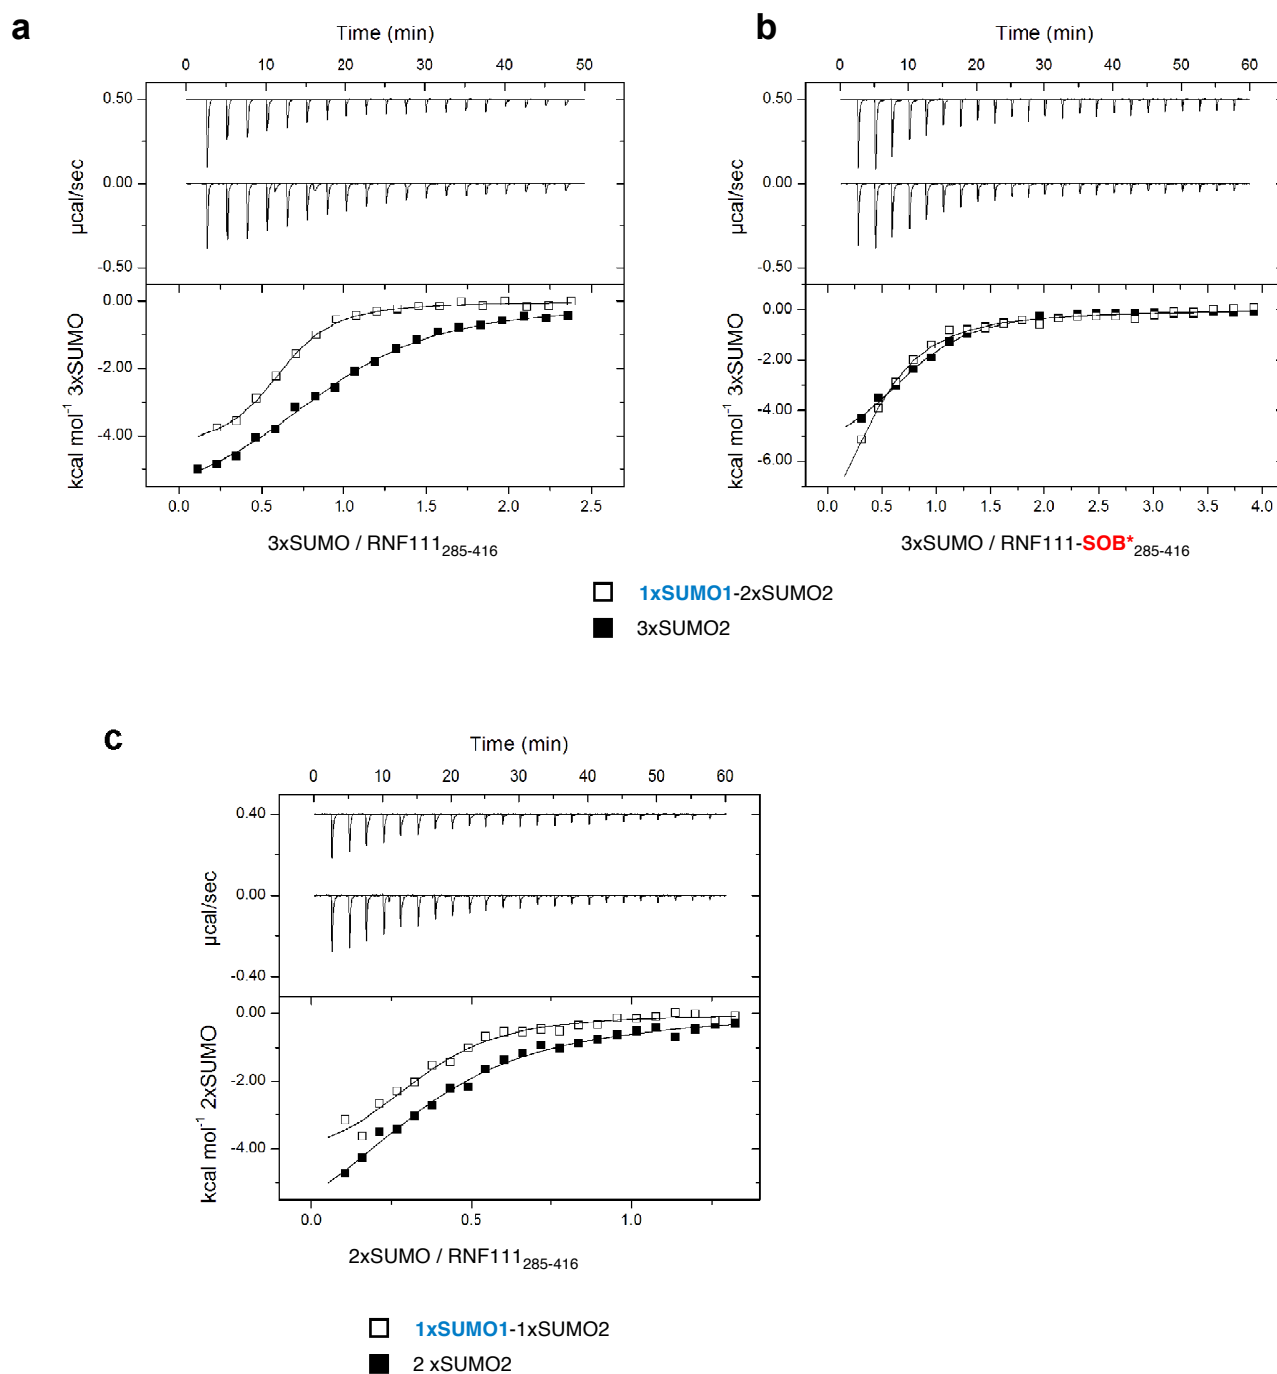 a
Time (min)
0 10 20 30 40 50
0.50
0.00
-0.50
µcal/sec
0.00
-2.00
-4.00
kcal mol⁻¹ 3xSUMO
0.0 0.5 1.0 1.5 2.0 2.5
3xSUMO / RNF111₂₈₅₋₄₁₆
b
Time (min)
0 10 20 30 40 50 60
0.50
0.00
-0.50
µcal/sec
0.00
-2.00
-4.00
-6.00
kcal mol⁻¹ 3xSUMO
0.0 0.5 1.0 1.5 2.0 2.5 3.0 3.5 4.0
3xSUMO / RNF111-SOB*₂₈₅₋₄₁₆
1xSUMO1-2xSUMO2
3xSUMO2
c
Time (min)
0 10 20 30 40 50 60
0.40
0.00
-0.40
µcal/sec
0.00
-2.00
-4.00
kcal mol⁻¹ 2xSUMO
0.0 0.5 1.0
2xSUMO / RNF111₂₈₅₋₄₁₆
1xSUMO1-1xSUMO2
2 xSUMO2